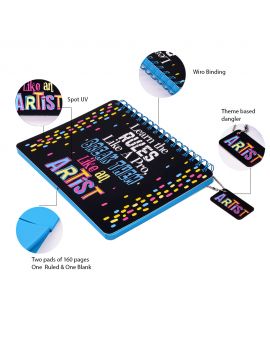 Like an
ARTiST
Spot UV
Wiro Binding
Theme based
dangler
Learn the
RULES
Like A Pro,
BREAK THEM
Like an
ARTiST
ARTIST
Two pads of 160 pages
One Ruled & One Blank